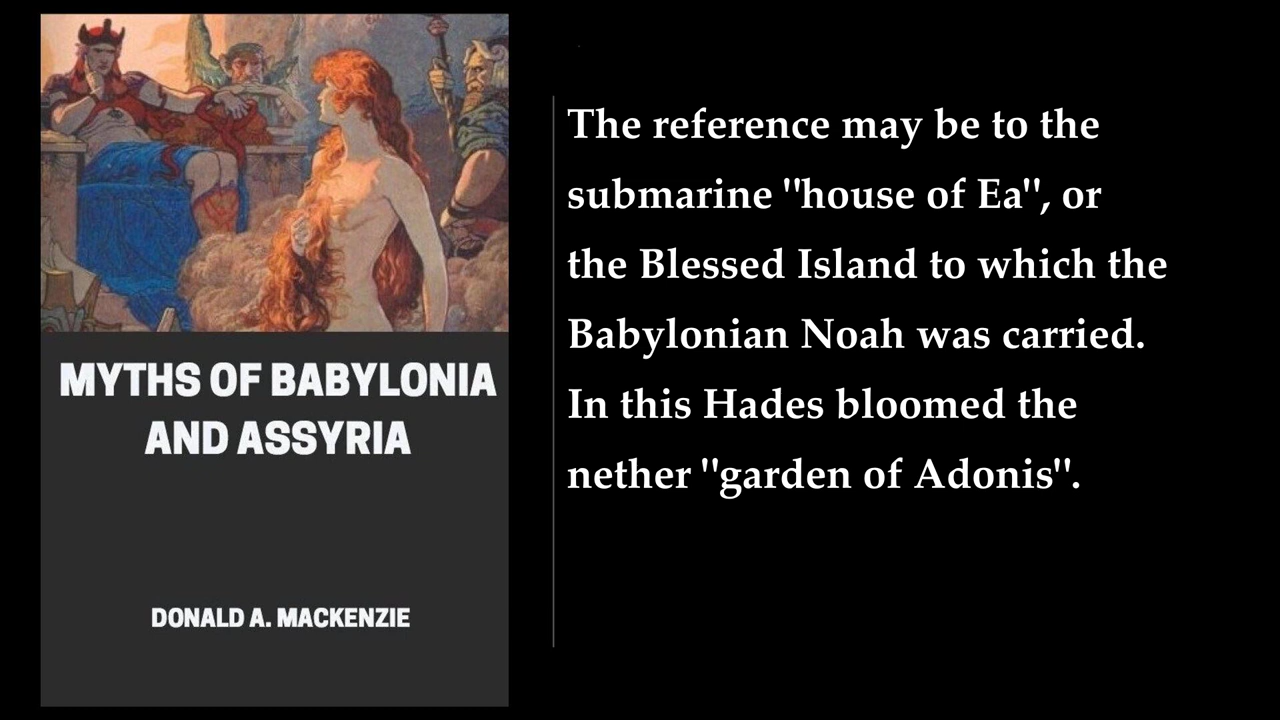 MYTHS OF BABYLONIA
AND ASSYRIA
DONALD A. MACKENZIE
The reference may be to the
submarine "house of Ea", or
the Blessed Island to which the
Babylonian Noah was carried.
In this Hades bloomed the
nether "garden of Adonis".